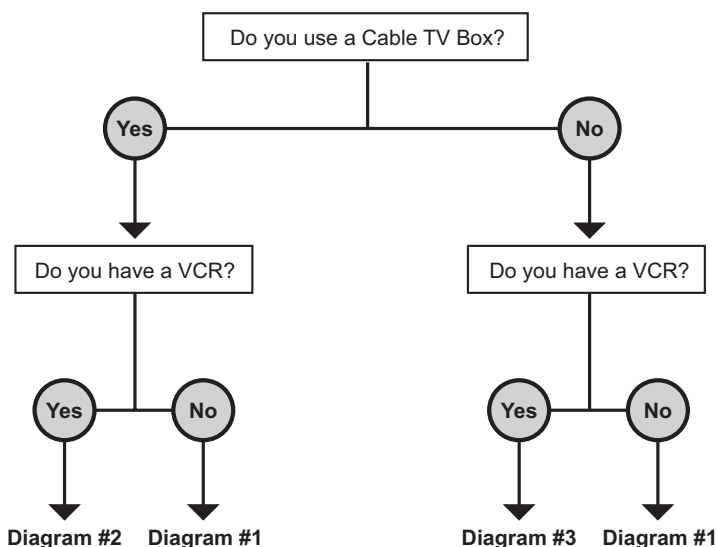 Do you use a Cable TV Box?
Yes
No
Do you have a VCR?
Do you have a VCR?
Yes
No
Yes
No
Diagram #2
Diagram #1
Diagram #3
Diagram #1